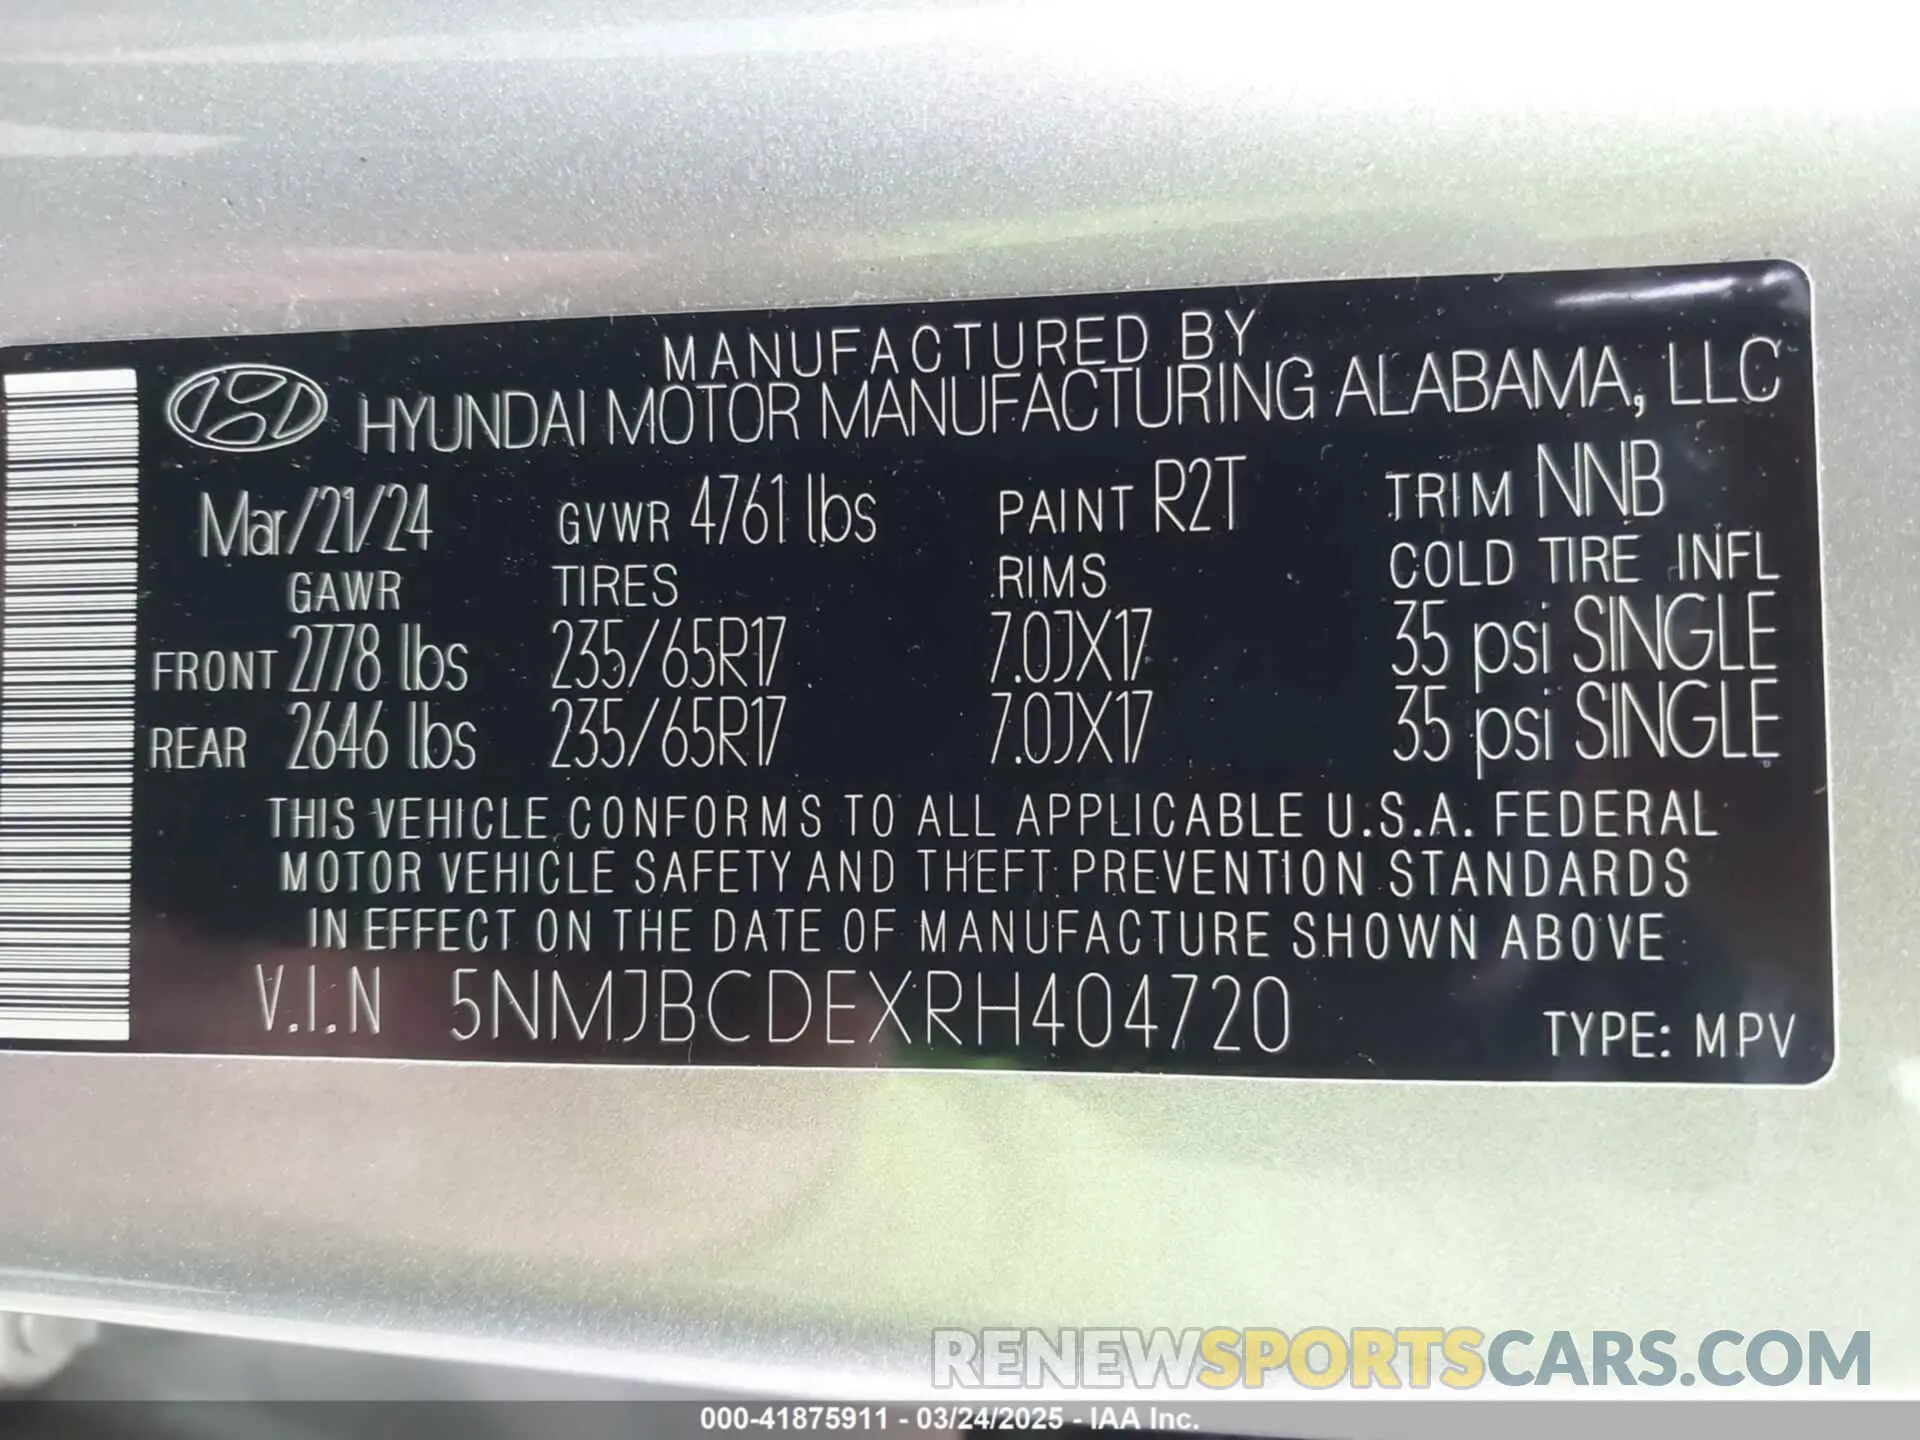 MANUFACTURED BY
HYUNDAI MOTOR MANUFACTURING ALABAMA, LLC
Mar/21/24 GVWR 4761 lbs PAINT R2T TRIM NNB
GAWR TIRES RIMS COLD TIRE INFL
FRONT 2778 lbs 235/65R17 7.0JX17 35 psi SINGLE
REAR 2646 lbs 235/65R17 7.0JX17 35 psi SINGLE
THIS VEHICLE CONFORMS TO ALL APPLICABLE U.S.A. FEDERAL
MOTOR VEHICLE SAFETY AND THEFT PREVENTION STANDARDS
IN EFFECT ON THE DATE OF MANUFACTURE SHOWN ABOVE
V.I.N 5NMJBCDEXRH404720 TYPE: MPV
RENEWSPORTSCARS.COM
000-41875911 - 03/24/2025 - IAA Inc.